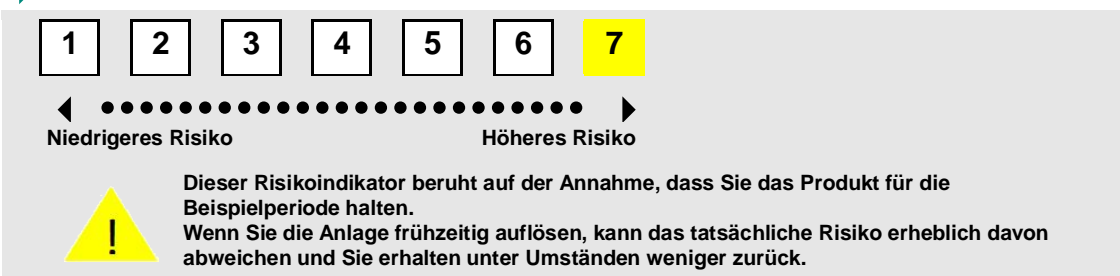 1 2 3 4 5 6 7
Niedrigeres Risiko Höheres Risiko
Dieser Risikoindikator beruht auf der Annahme, dass Sie das Produkt für die
Beispielperiode halten.
Wenn Sie die Anlage frühzeitig auflösen, kann das tatsächliche Risiko erheblich davon
abweichen und Sie erhalten unter Umständen weniger zurück.
!